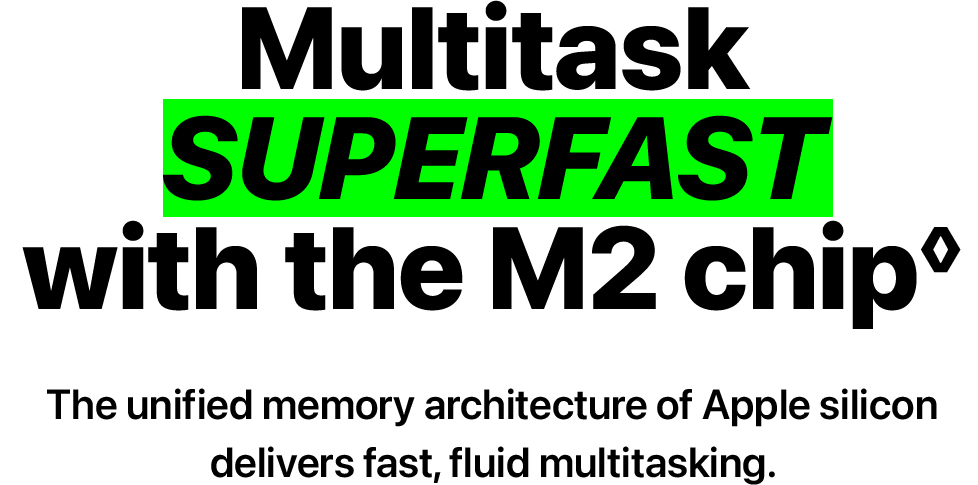 Multitask
SUPERFAST
with the M2 chip◊
The unified memory architecture of Apple silicon
delivers fast, fluid multitasking.